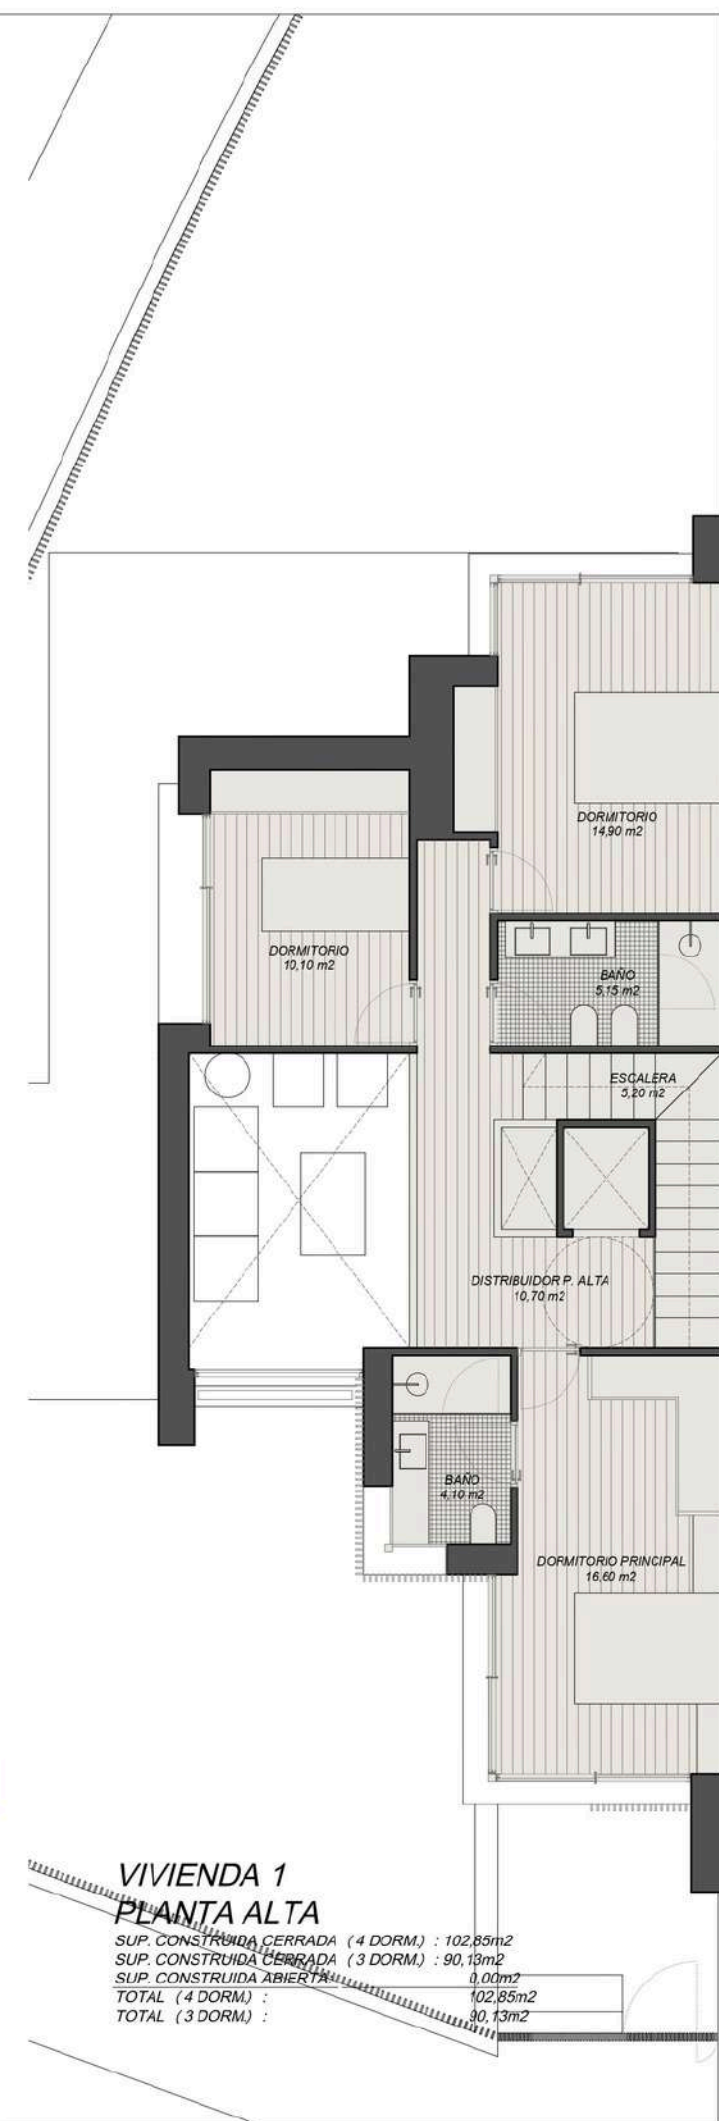 DORMITORIO
14,90 m2
DORMITORIO
10,10 m2
BAÑO
5,15 m2
ESCALERA
5,20 m2
DISTRIBUIDOR P. ALTA
10,70 m2
BAÑO
4,10 m2
DORMITORIO PRINCIPAL
16,60 m2
VIVIENDA 1
PLANTA ALTA
SUP. CONSTRUIDA CERRADA ( 4 DORM.) : 102,85m2
SUP. CONSTRUIDA CERRADA ( 3 DORM.) : 90,13m2
SUP. CONSTRUIDA ABIERTA: 0,00m2
TOTAL ( 4 DORM.) : 102,85m2
TOTAL ( 3 DORM.) : 90,13m2